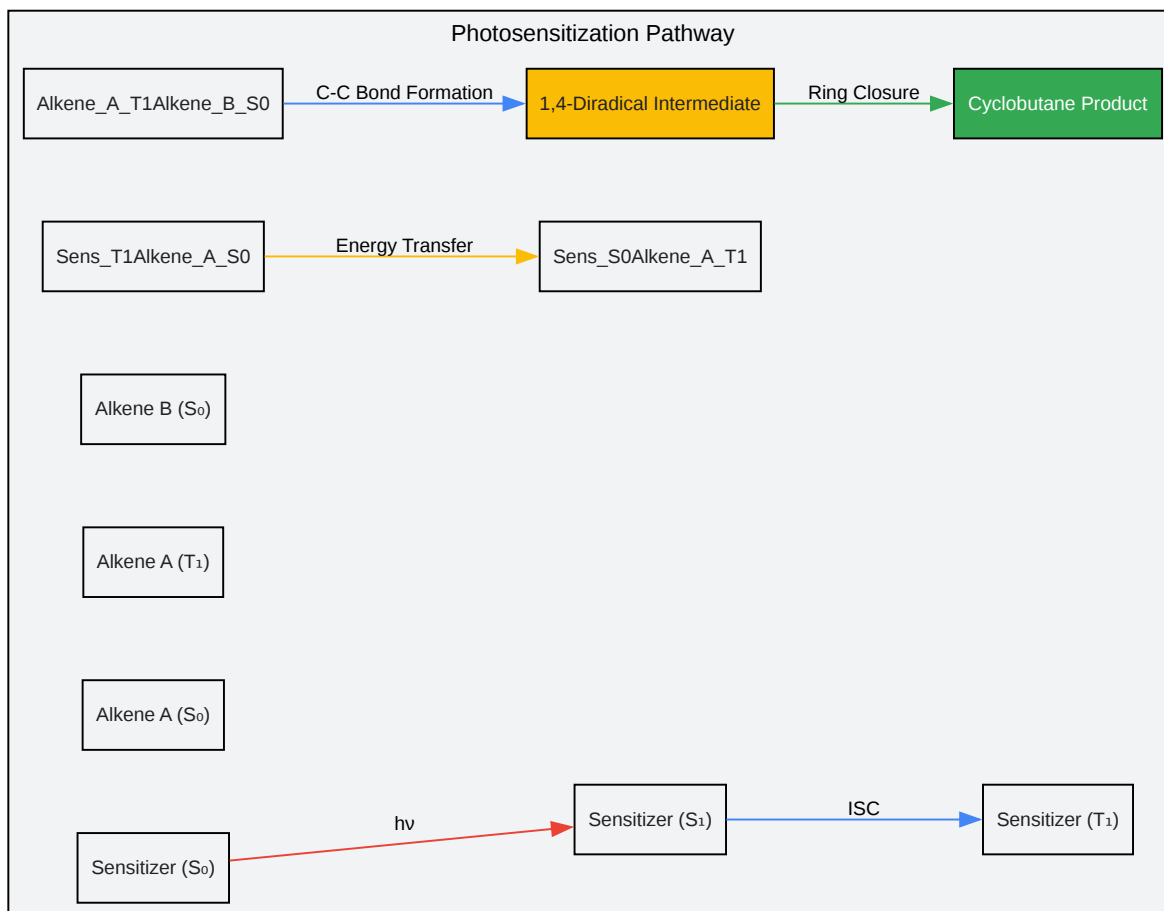 Photosensitization Pathway
Alkene_A_T1Alkene_B_S0
C-C Bond Formation
1,4-Diradical Intermediate
Ring Closure
Cyclobutane Product
Sens_T1Alkene_A_S0
Energy Transfer
Sens_S0Alkene_A_T1
Alkene B (S₀)
Alkene A (T₁)
Alkene A (S₀)
Sensitizer (S₀)
hν
Sensitizer (S₁)
ISC
Sensitizer (T₁)